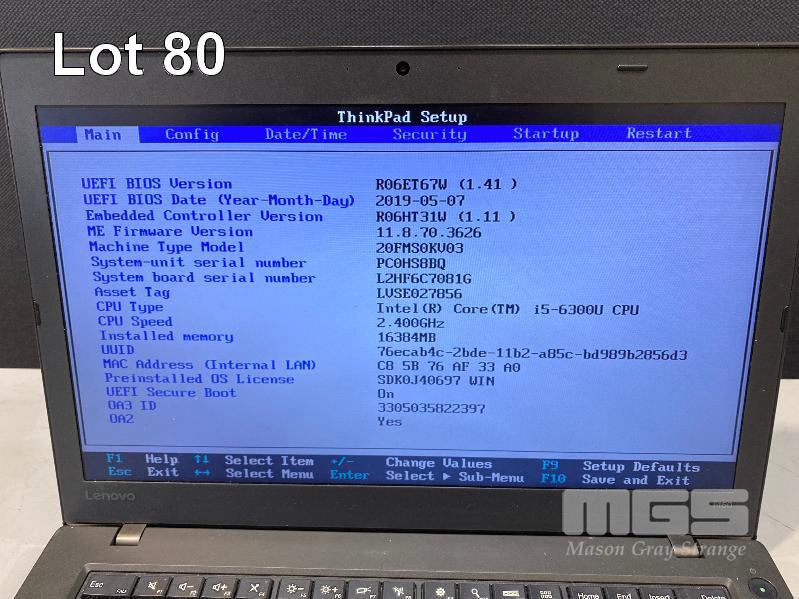 Lot 80
ThinkPad Setup
Main Config Date/Time Security Startup Restart
UEFI BIOS Version R06ET67W (1.41 )
UEFI BIOS Date (Year-Month-Day) 2019-05-07
Embedded Controller Version R06HT31W (1.11 )
ME Firmware Version 11.8.70.3626
Machine Type Model 20FMS0KV03
System-unit serial number PC0HS8BQ
System board serial number L2HF6C7081G
Asset Tag LVSE027856
CPU Type Intel(R) Core(TM) i5-6300U CPU
CPU Speed 2.400GHz
Installed memory 16384MB
UUID 76ecab4c-2bde-11b2-a85c-bd989b2856d3
MAC Address (Internal LAN) C8 5B 76 AF 33 A0
Preinstalled OS License SDK0J40697 WIN
UEFI Secure Boot On
OA3 ID 3305035822397
OA2 Yes
F1 Help ↑↓ Select Item +/- Change Values F9 Setup Defaults
Esc Exit ←→ Select Menu Enter Select ▶ Sub-Menu F10 Save and Exit
Lenovo
MGS
Mason Gray Strange
Esc Home End Insert Delete